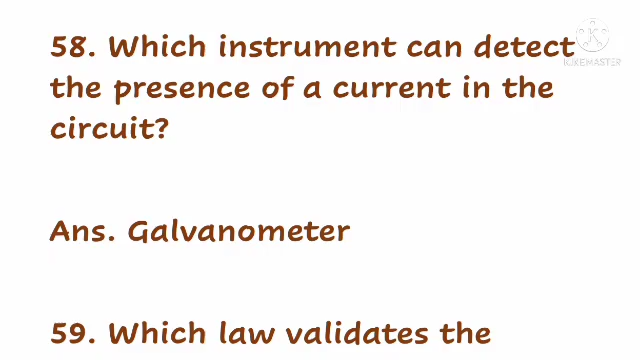 58. Which instrument can detect
the presence of a current in the
circuit?
Ans. Galvanometer
59. Which law validates the
KINEMASTER